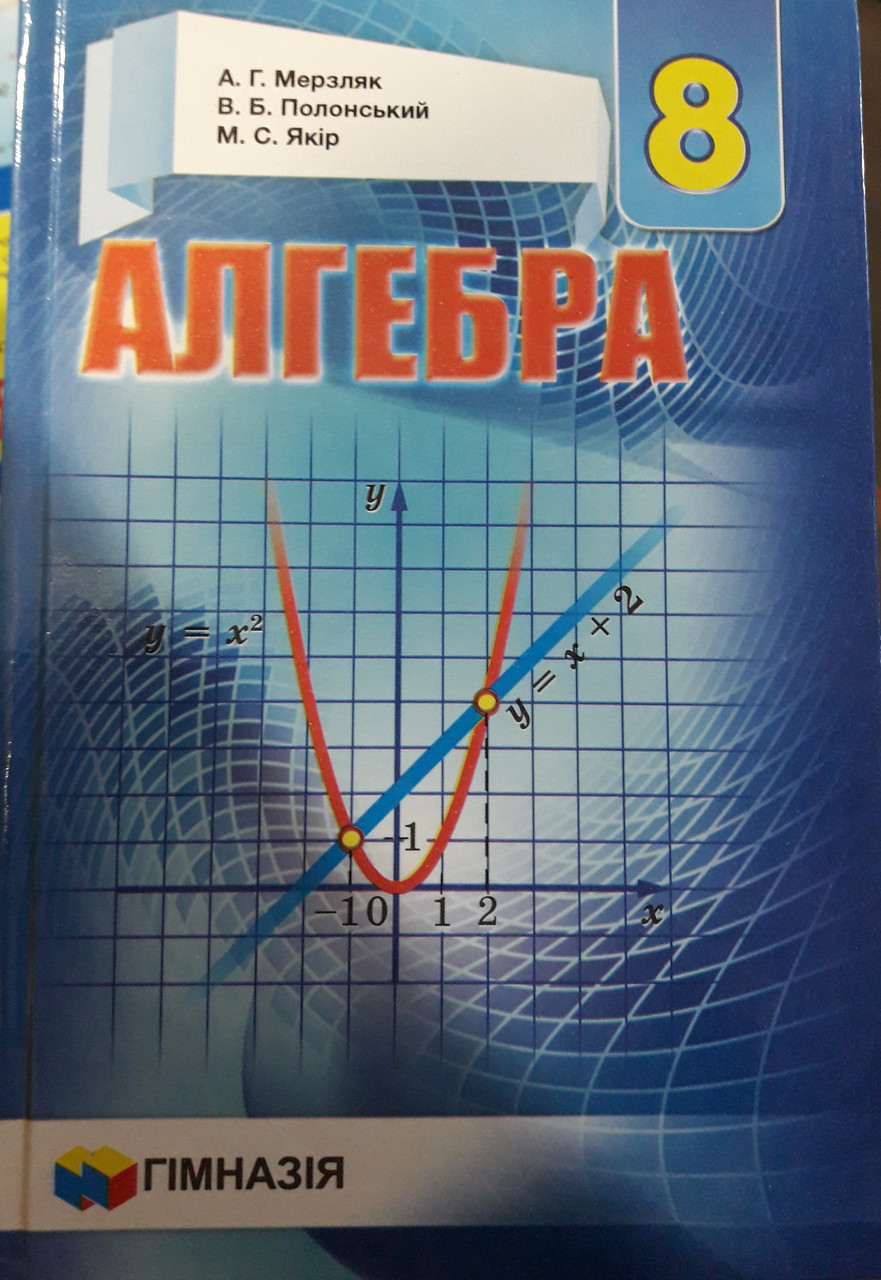 А. Г. Мерзляк
В. Б. Полонський
М. С. Якір
8
АЛГЕБРА
y
y = x²
y = x + 2
1
–1 0 1 2 x
ГІМНАЗІЯ